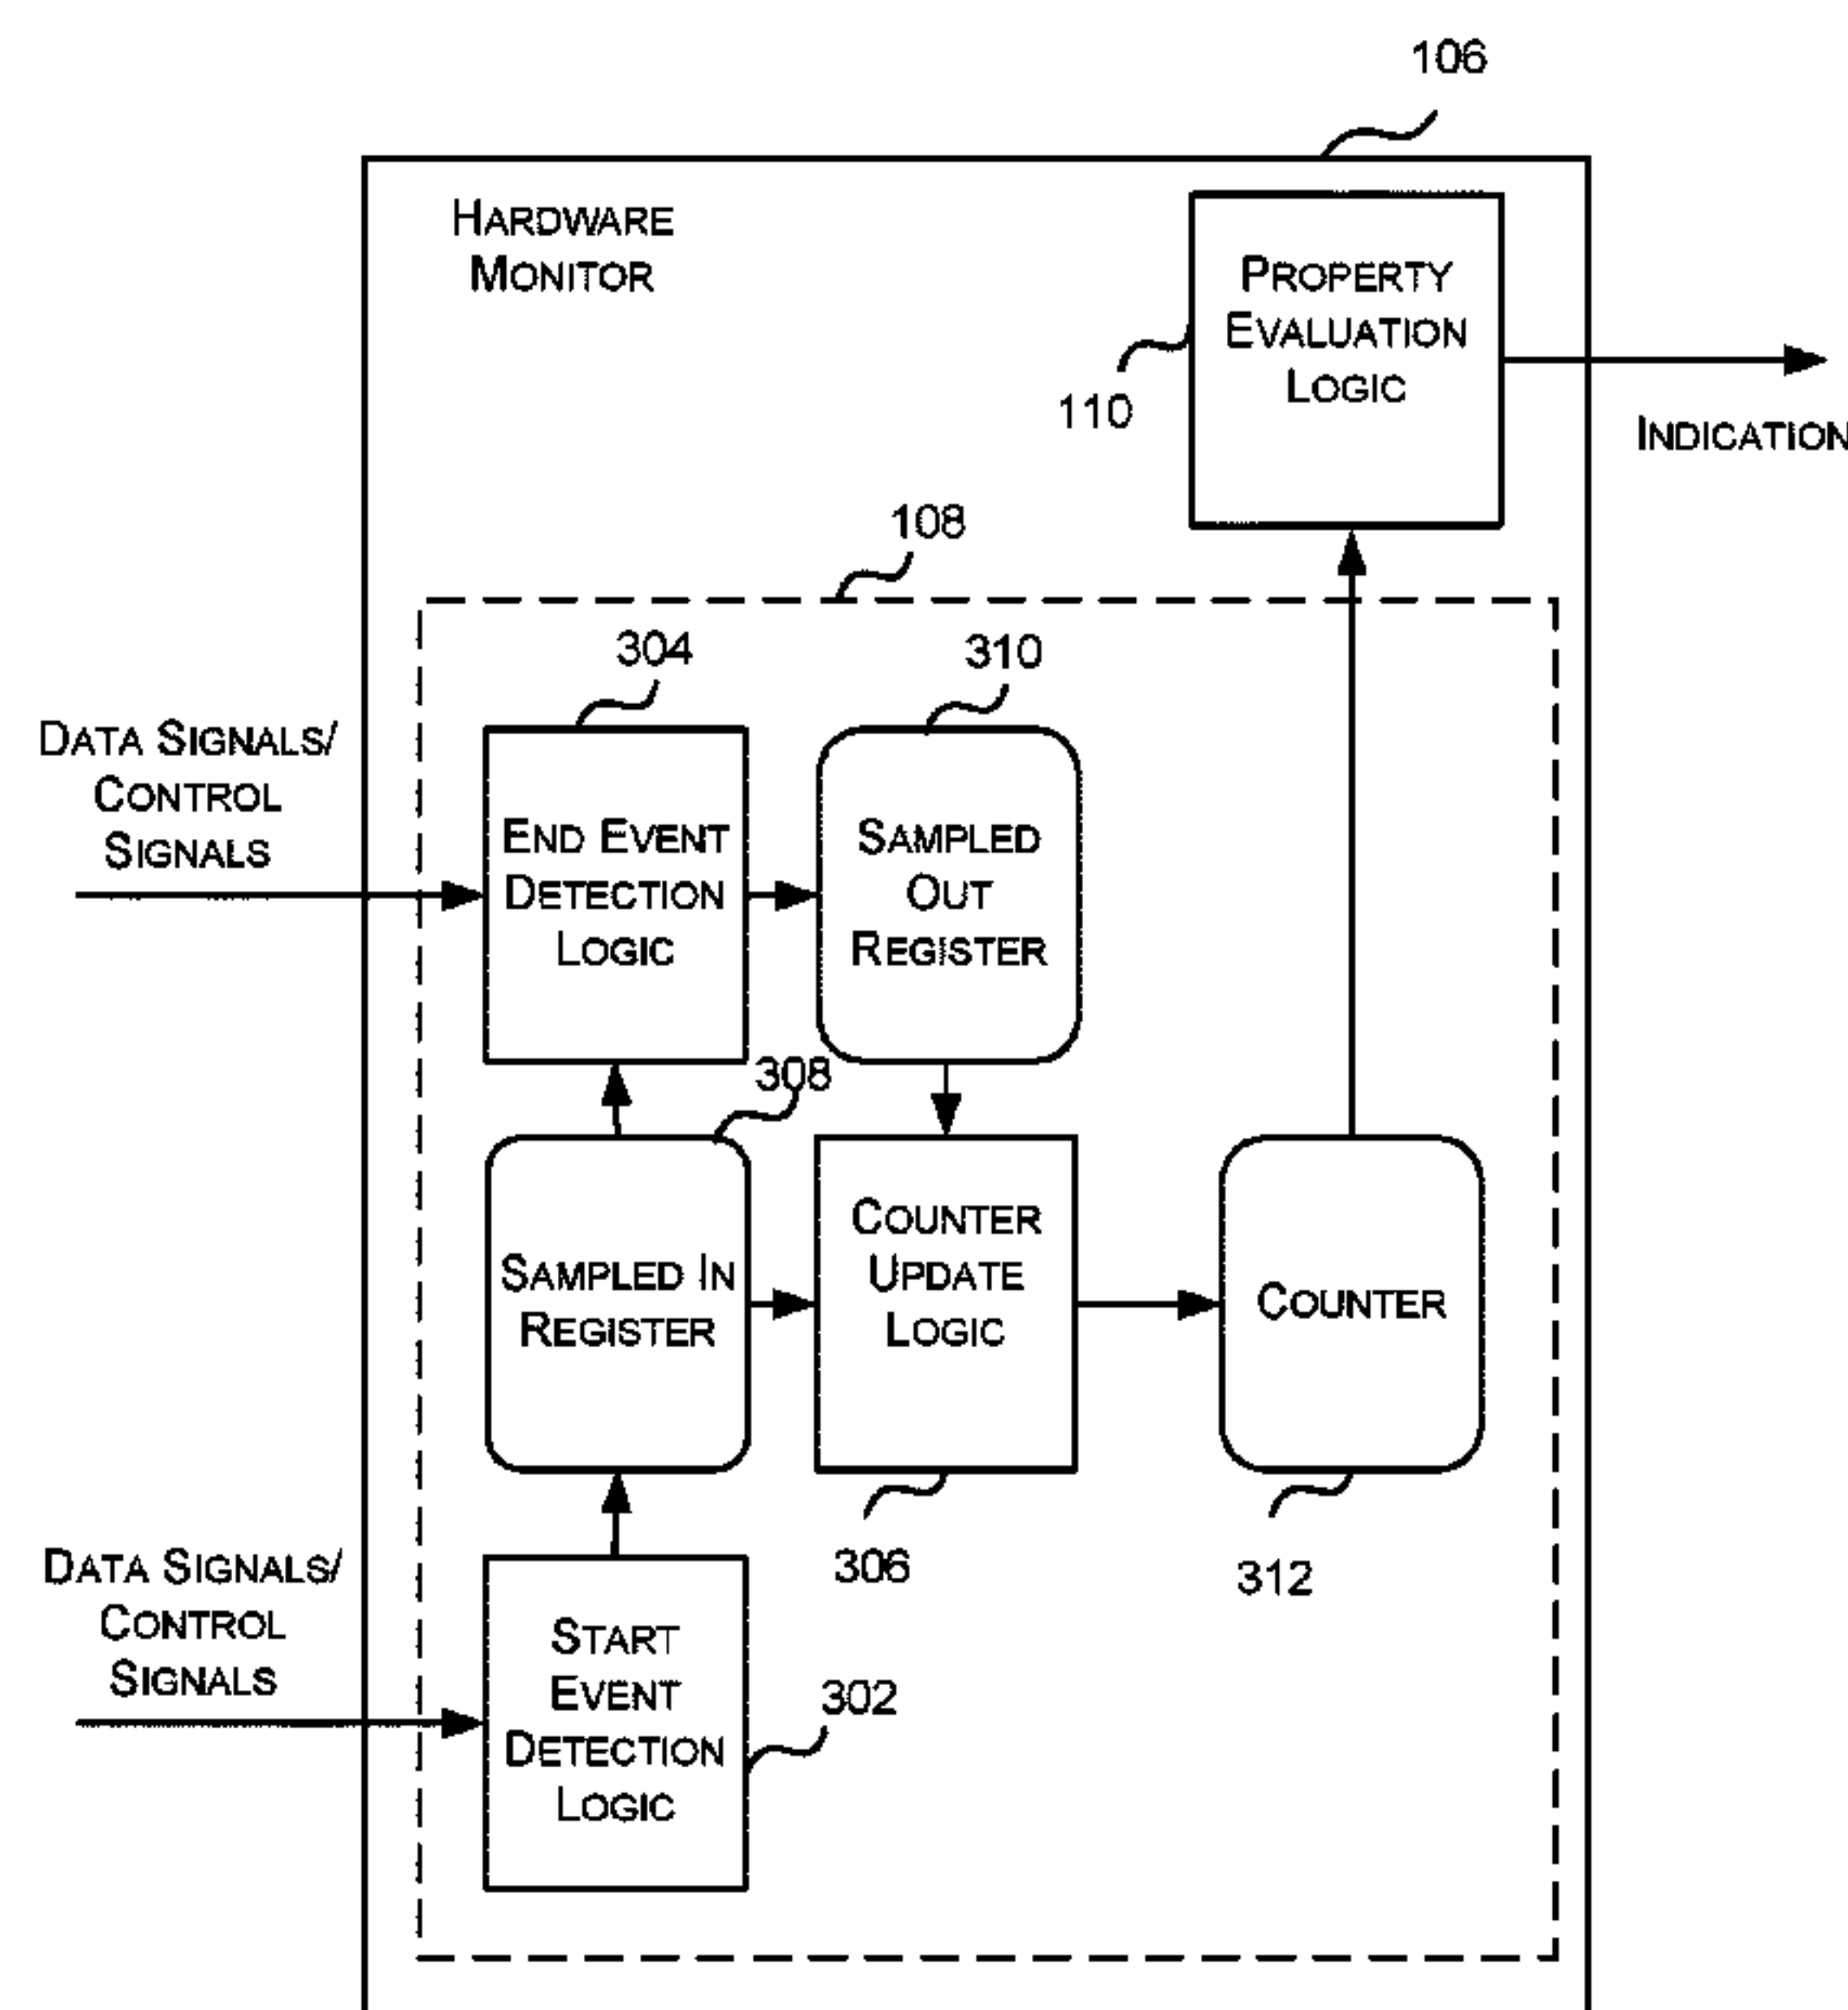 106
HARDWARE
MONITOR
PROPERTY
EVALUATION
LOGIC
110
INDICATION
108
304
310
DATA SIGNALS/
CONTROL
SIGNALS
END EVENT
DETECTION
LOGIC
SAMPLED
OUT
REGISTER
308
SAMPLED IN
REGISTER
COUNTER
UPDATE
LOGIC
COUNTER
306
312
DATA SIGNALS/
CONTROL
SIGNALS
START
EVENT
DETECTION
LOGIC
302